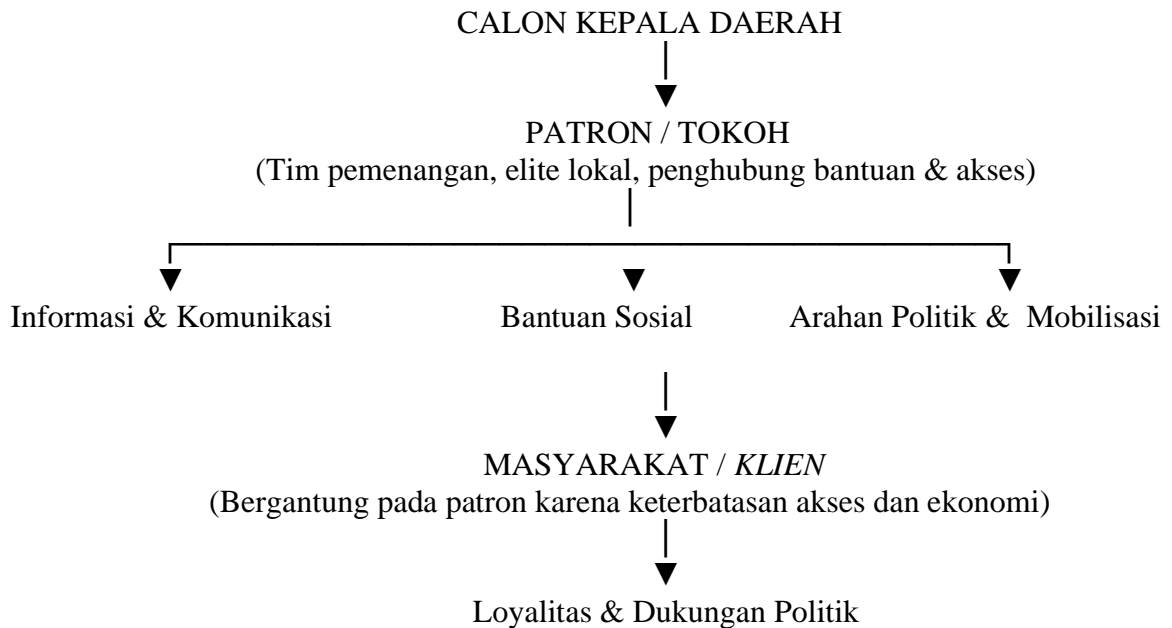 CALON KEPALA DAERAH
PATRON / TOKOH
(Tim pemenangan, elite lokal, penghubung bantuan & akses)
Informasi & Komunikasi
Bantuan Sosial
Arahan Politik & Mobilisasi
MASYARAKAT / KLIEN
(Bergantung pada patron karena keterbatasan akses dan ekonomi)
Loyalitas & Dukungan Politik